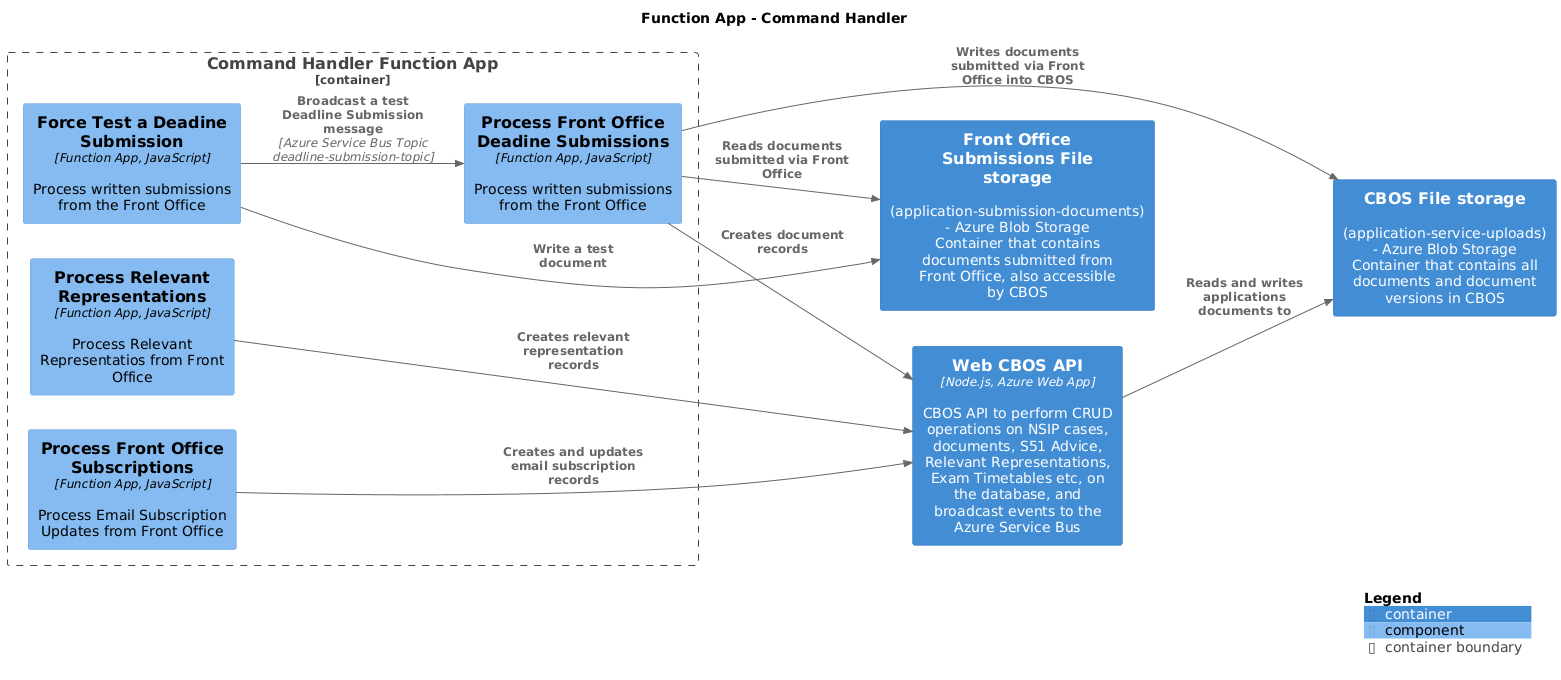 Function App - Command Handler
Command Handler Function App
[container]
Force Test a Deadine
Submission
[Function App, JavaScript]
Process written submissions
from the Front Office
Broadcast a test
Deadline Submission
message
[Azure Service Bus Topic
deadline-submission-topic]
Process Front Office
Deadine Submissions
[Function App, JavaScript]
Process written submissions
from the Front Office
Writes documents
submitted via Front
Office into CBOS
Reads documents
submitted via Front
Office
Write a test
document
Creates document
records
Front Office
Submissions File
storage
(application-submission-documents)
- Azure Blob Storage
Container that contains
documents submitted from
Front Office, also accessible
by CBOS
CBOS File storage
(application-service-uploads)
- Azure Blob Storage
Container that contains all
documents and document
versions in CBOS
Process Relevant
Representations
[Function App, JavaScript]
Process Relevant
Representatios from Front
Office
Creates relevant
representation
records
Reads and writes
applications
documents to
Web CBOS API
[Node.js, Azure Web App]
CBOS API to perform CRUD
operations on NSIP cases,
documents, S51 Advice,
Relevant Representations,
Exam Timetables etc, on
the database, and
broadcast events to the
Azure Service Bus
Process Front Office
Subscriptions
[Function App, JavaScript]
Process Email Subscription
Updates from Front Office
Creates and updates
email subscription
records
Legend
container
component
container boundary